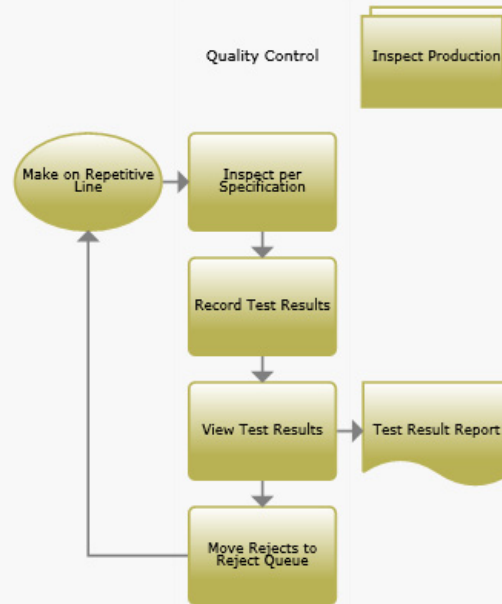 Quality Control
Inspect Production
Make on Repetitive
Line
Inspect per
Specification
Record Test Results
View Test Results
Test Result Report
Move Rejects to
Reject Queue